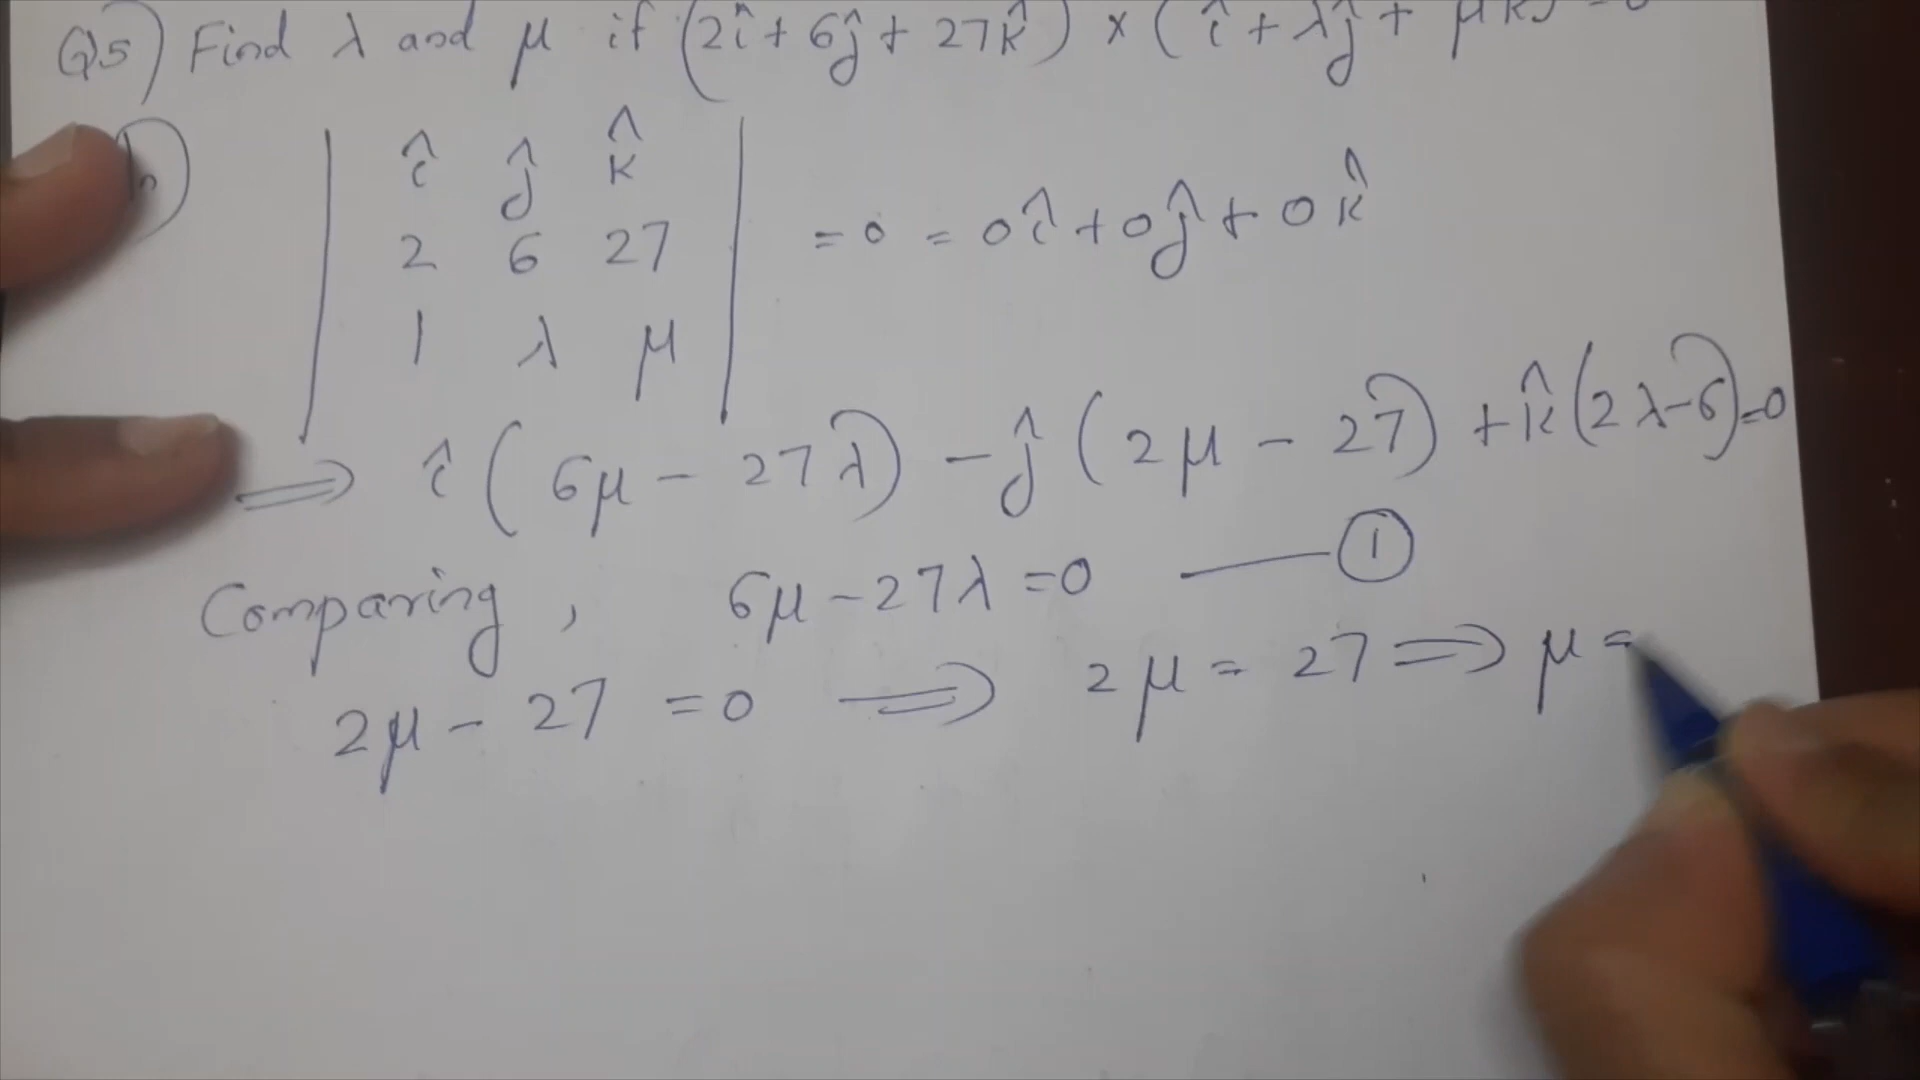 Q5) Find λ and μ if (2î + 6ĵ + 27k̂) × (î + λĵ + μk̂) = 0
| î ĵ k̂ |
| 2 6 27 | = 0 = 0î + 0ĵ + 0k̂
| 1 λ μ |
⟹ î (6μ − 27λ) − ĵ (2μ − 27) + k̂ (2λ − 6) = 0
Comparing, 6μ − 27λ = 0 —— ①
2μ − 27 = 0 ⟹ 2μ = 27 ⟹ μ =